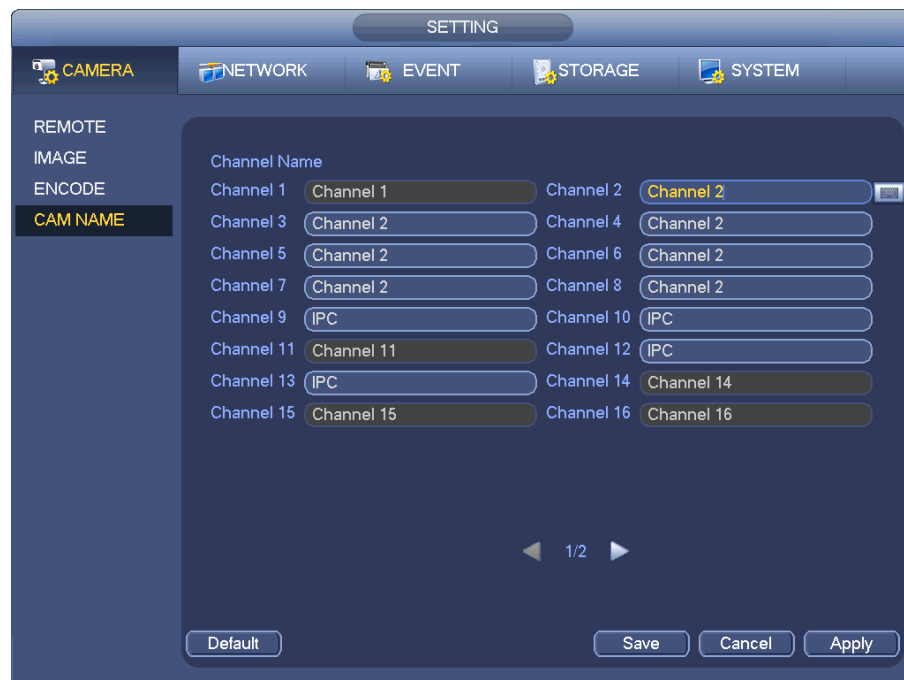 SETTING
CAMERA NETWORK EVENT STORAGE SYSTEM
REMOTE
IMAGE
ENCODE
CAM NAME
Channel Name
Channel 1 Channel 1 Channel 2 Channel 2
Channel 3 Channel 2 Channel 4 Channel 2
Channel 5 Channel 2 Channel 6 Channel 2
Channel 7 Channel 2 Channel 8 Channel 2
Channel 9 IPC Channel 10 IPC
Channel 11 Channel 11 Channel 12 IPC
Channel 13 IPC Channel 14 Channel 14
Channel 15 Channel 15 Channel 16 Channel 16
1/2
Default Save Cancel Apply